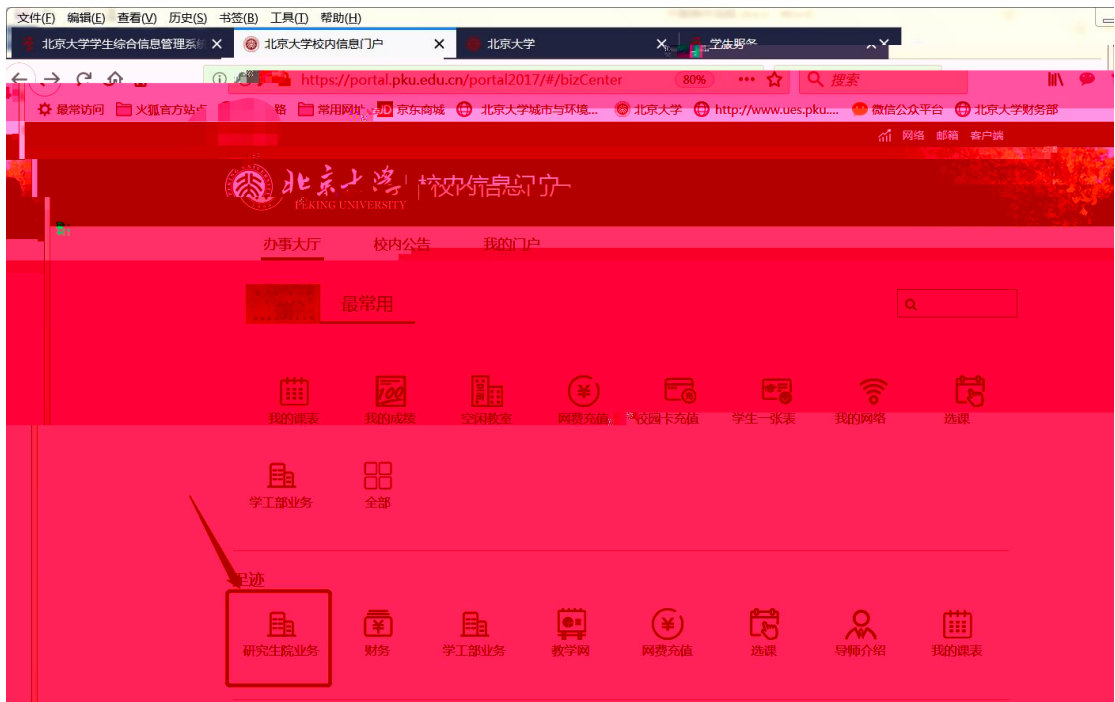 文件(F) 编辑(E) 查看(V) 历史(S) 书签(B) 工具(T) 帮助(H)
北京大学学生综合信息管理系统 北京大学校内信息门户 北京大学
https://portal.pku.edu.cn/portal2017/#/bizCenter 80% 搜索
最常访问 火狐官方站点 常用网址 JD 京东商城 北京大学城市与环境... 北京大学 http://www.ues.pku.... 微信公众平台 北京大学财务部
网络 邮箱 客户端
北京大学 校内信息门户
PEKING UNIVERSITY
办事大厅 校内公告 我的门户
最常用
我的课表 我的成绩 空闲教室 网费充值 校园卡充值 学生一张表 我的网络 选课
学工部业务 全部
足迹
研究生院业务 财务 学工部业务 教学网 网费充值 选课 导师介绍 我的课表